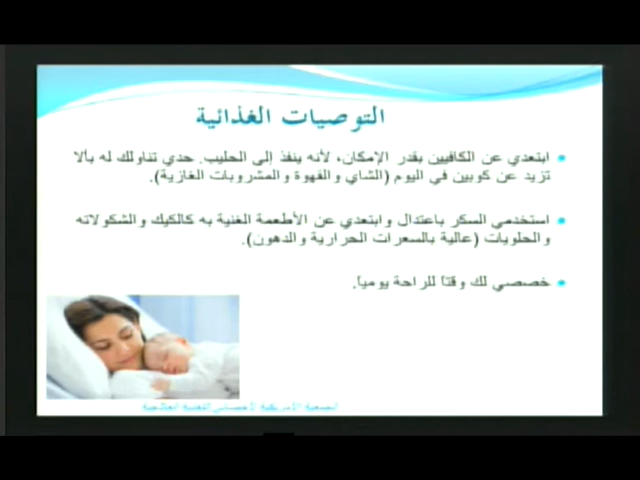 التوصيات الغذائية
ابتعدي عن الكافيين بقدر الإمكان، لأنه ينفذ إلى الحليب. حدي تناولك له بألا
تزيد عن كوبين في اليوم (الشاي والقهوة والمشروبات الغازية).
استخدمي السكر باعتدال وابتعدي عن الأطعمة الغنية به كالكيك والشكولاته
والحلويات (عالية بالسعرات الحرارية والدهون).
خصصي لك وقتاً للراحة يومياً.
الجمعية الأمريكية